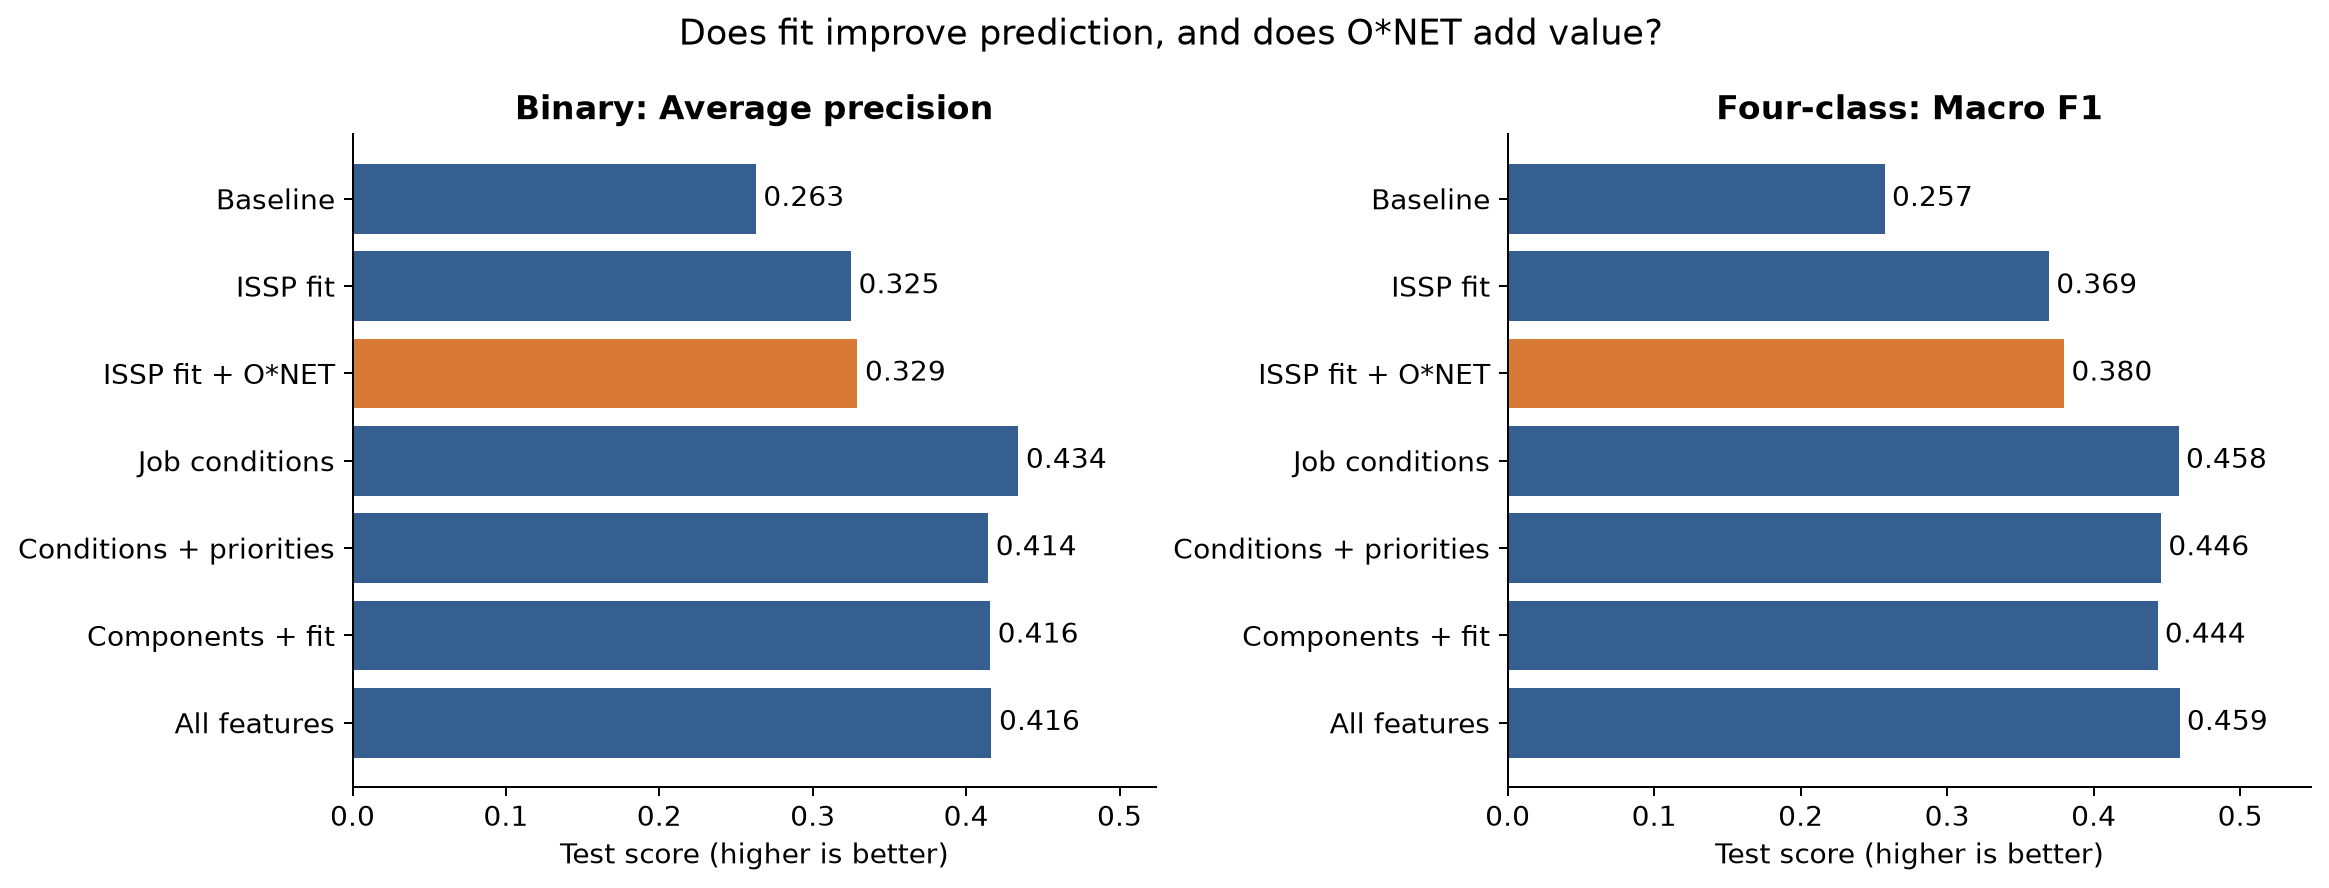 Does fit improve prediction, and does O*NET add value?
Binary: Average precision
Baseline
0.263
ISSP fit
0.325
ISSP fit + O*NET
0.329
Job conditions
0.434
Conditions + priorities
0.414
Components + fit
0.416
All features
0.416
0.0 0.1 0.2 0.3 0.4 0.5
Test score (higher is better)
Four-class: Macro F1
Baseline
0.257
ISSP fit
0.369
ISSP fit + O*NET
0.380
Job conditions
0.458
Conditions + priorities
0.446
Components + fit
0.444
All features
0.459
0.0 0.1 0.2 0.3 0.4 0.5
Test score (higher is better)